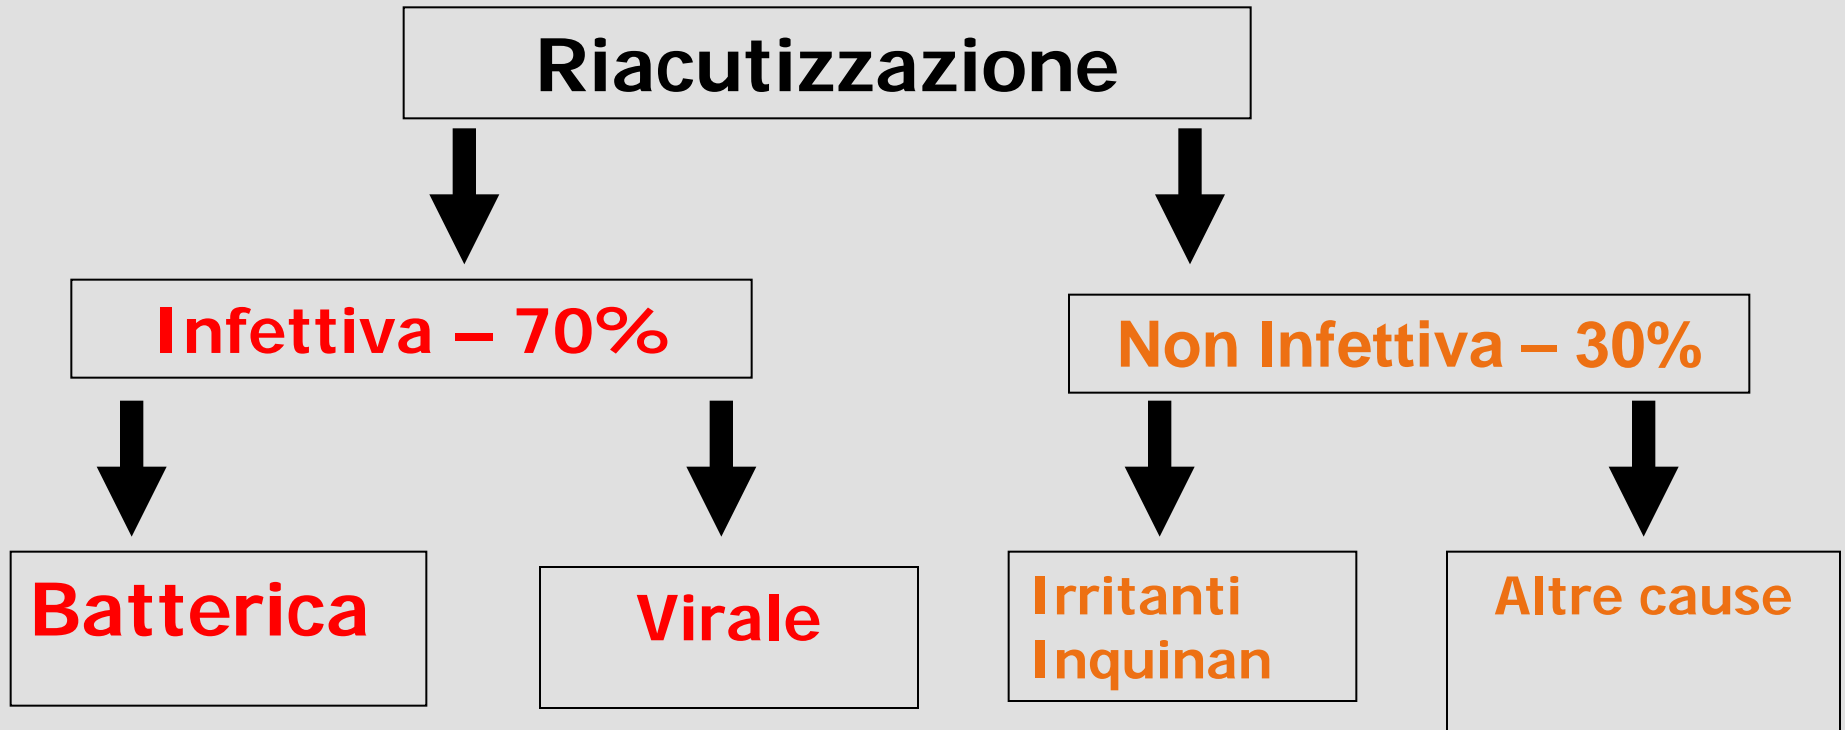 Riacutizzazione
Infettiva – 70%
Non Infettiva – 30%
Batterica
Virale
Irritanti
Inquinan
Altre cause